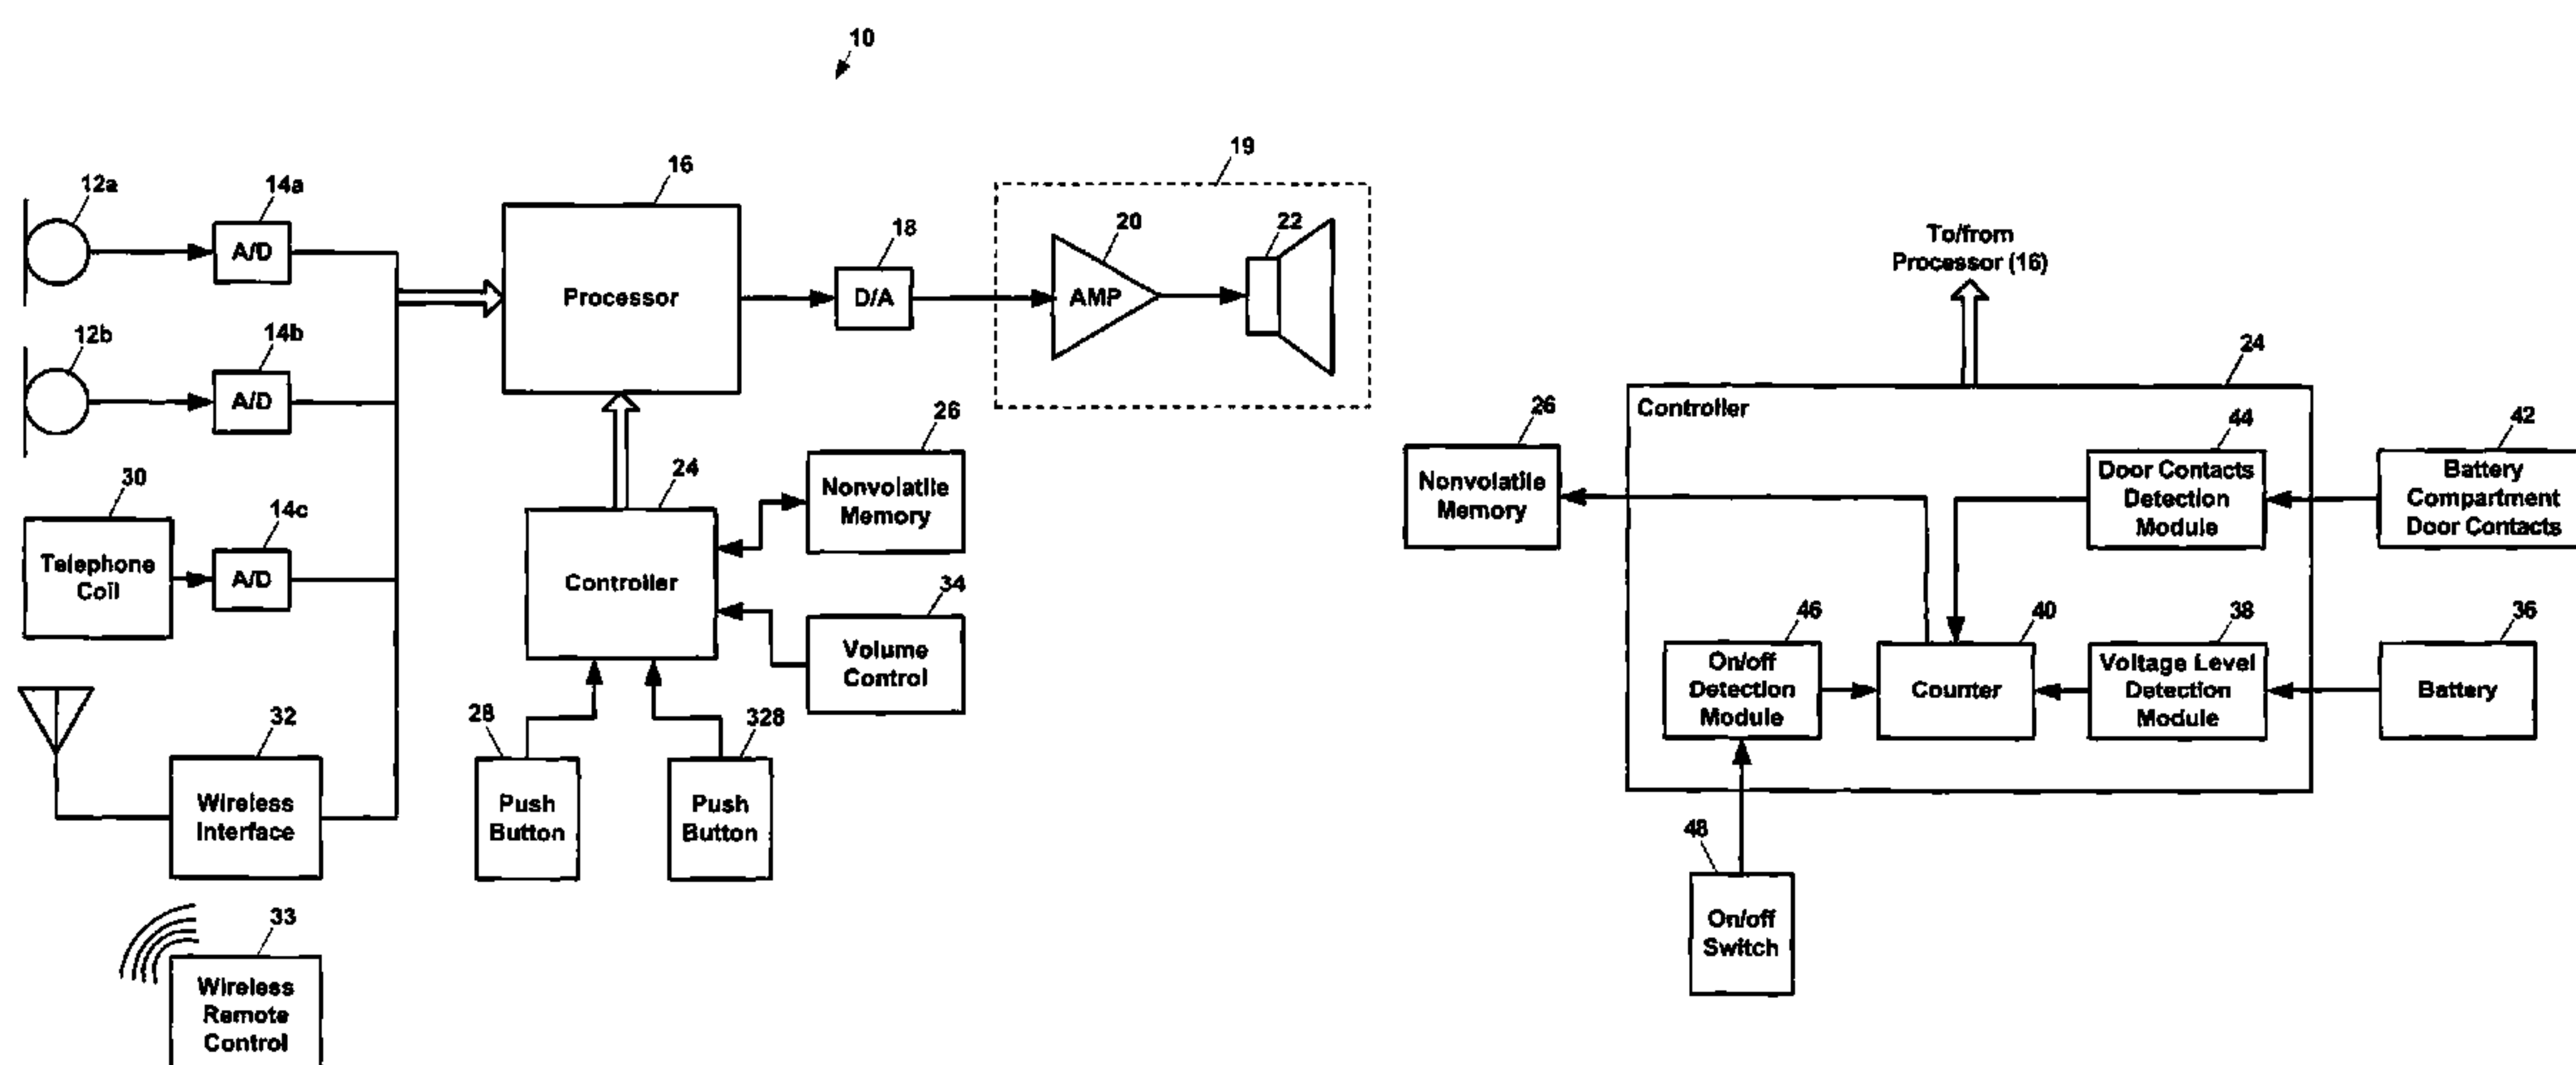 10
12a
14a
A/D
16
Processor
18
D/A
19
20
AMP
22
12b
14b
A/D
30
Telephone
Coil
14c
A/D
24
Controller
26
Nonvolatile
Memory
34
Volume
Control
32
Wireless
Interface
28
Push
Button
328
Push
Button
33
Wireless
Remote
Control
To/from
Processor (16)
24
Controller
26
Nonvolatile
Memory
44
Door Contacts
Detection
Module
42
Battery
Compartment
Door Contacts
46
On/off
Detection
Module
40
Counter
38
Voltage Level
Detection
Module
36
Battery
48
On/off
Switch